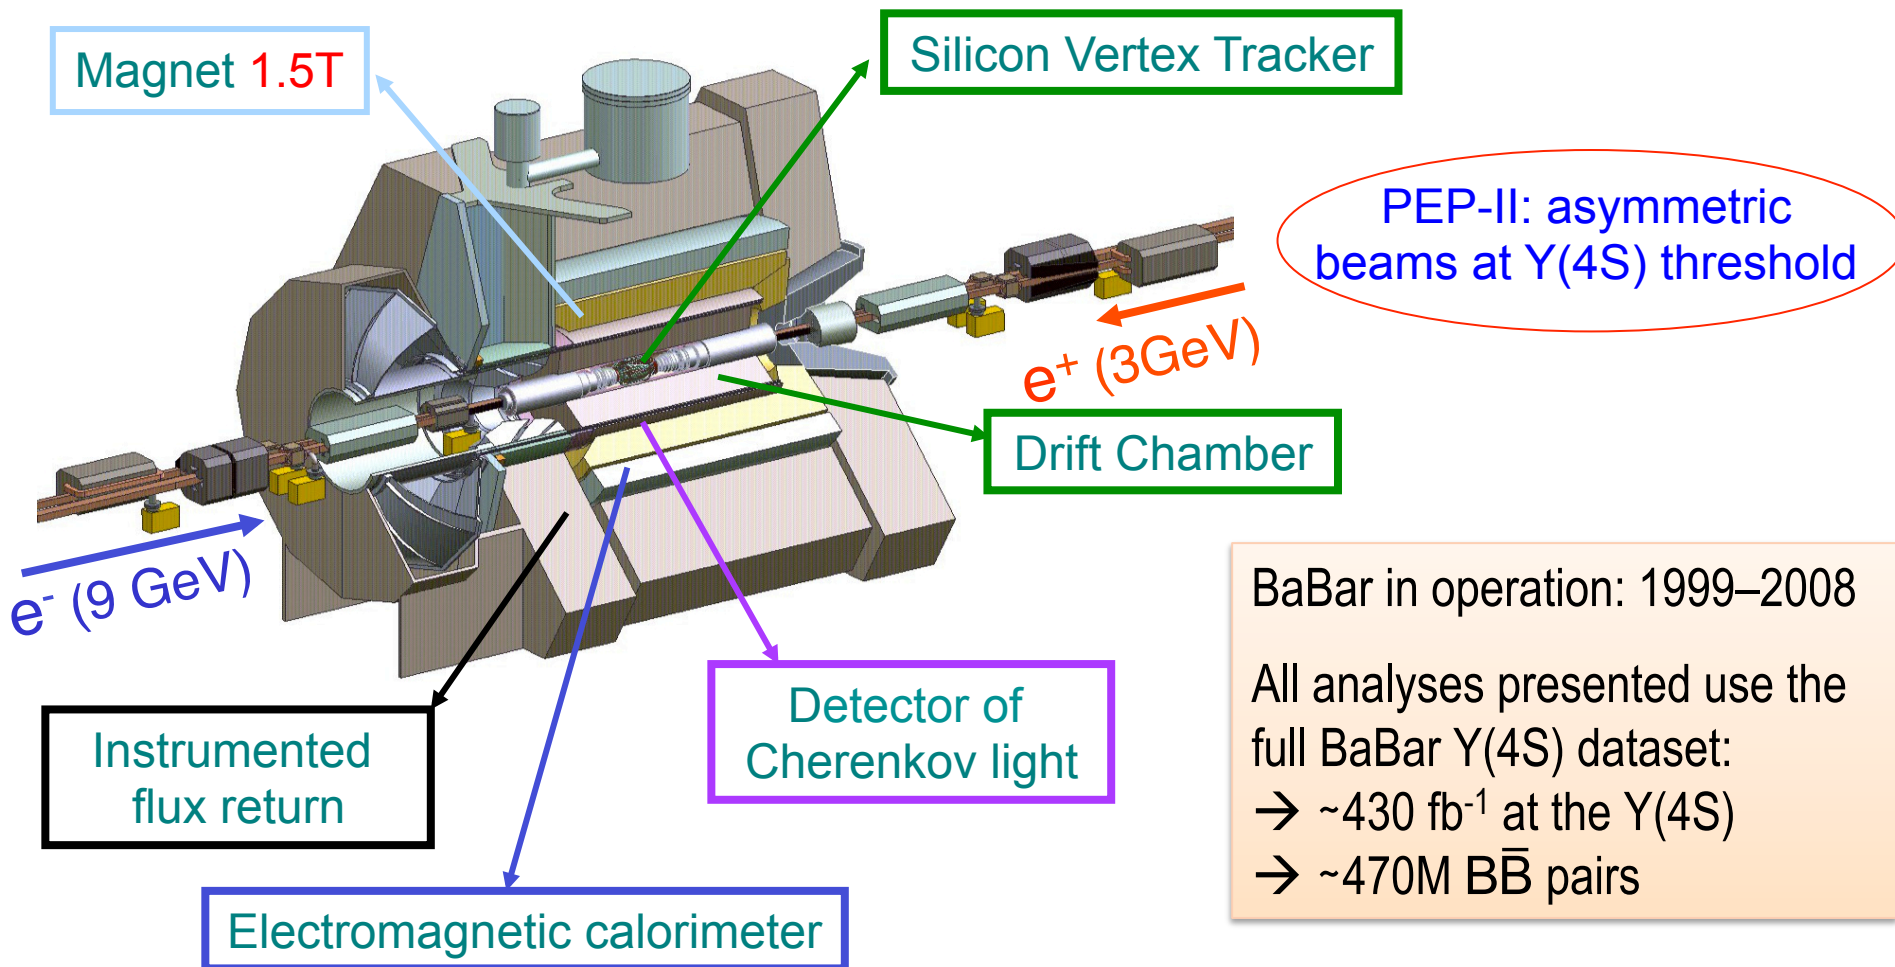 Magnet 1.5T
Silicon Vertex Tracker
PEP-II: asymmetric
beams at Y(4S) threshold
e⁺ (3GeV)
Drift Chamber
e⁻ (9 GeV)
BaBar in operation: 1999–2008
All analyses presented use the
full BaBar Y(4S) dataset:
→ ~430 fb⁻¹ at the Y(4S)
→ ~470M BB̅ pairs
Detector of
Cherenkov light
Instrumented
flux return
Electromagnetic calorimeter